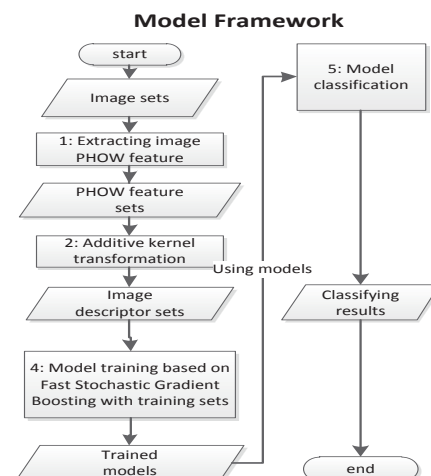 Model Framework
start
Image sets
1: Extracting image
PHOW feature
PHOW feature
sets
2: Additive kernel
transformation
Image
descriptor sets
4: Model training based on
Fast Stochastic Gradient
Boosting with training sets
Trained
models
Using models
5: Model
classification
Classifying
results
end